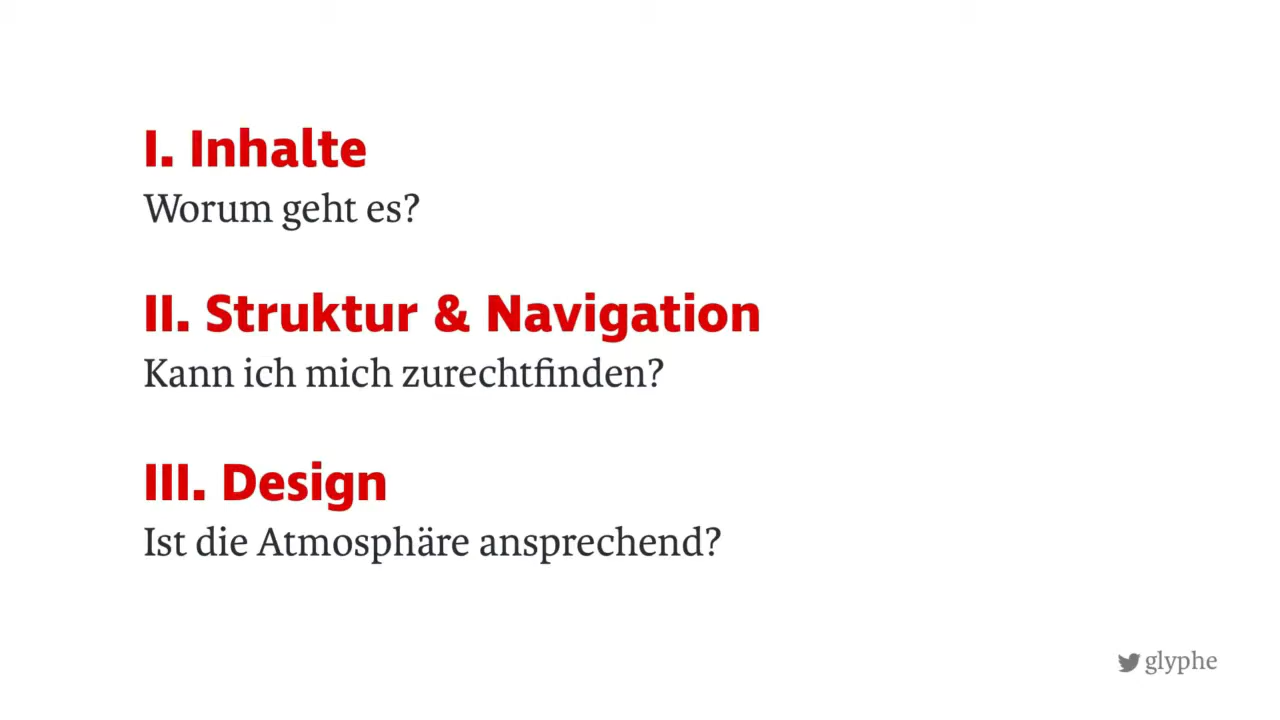 I. Inhalte
Worum geht es?
II. Struktur & Navigation
Kann ich mich zurechtfinden?
III. Design
Ist die Atmosphäre ansprechend?
glyphe